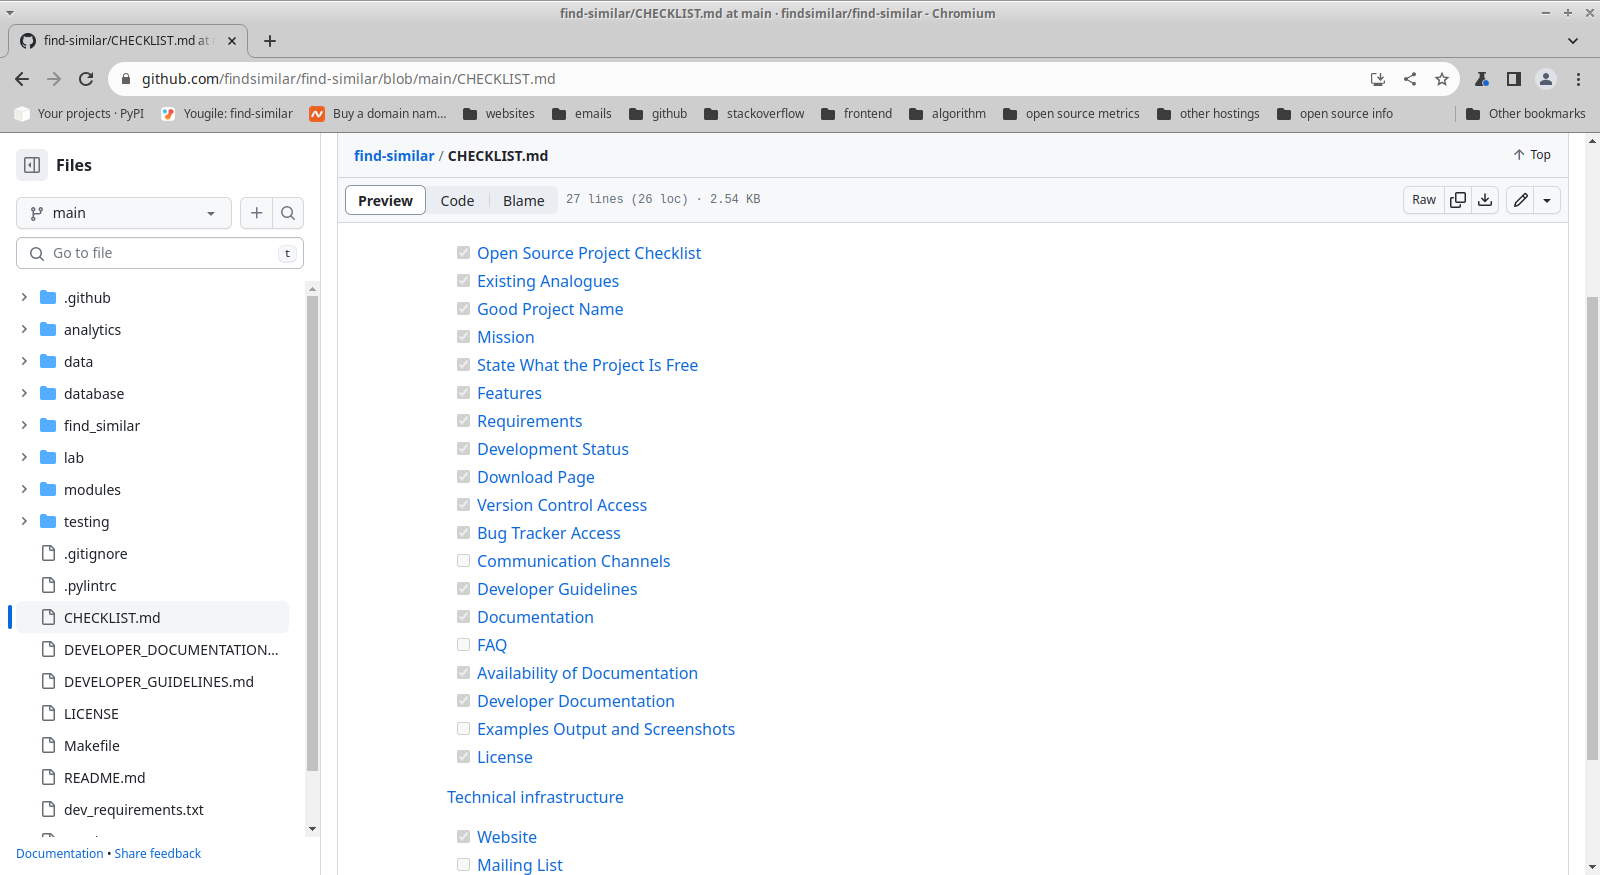 find-similar/CHECKLIST.md at main · findsimilar/find-similar - Chromium
find-similar/CHECKLIST.md at
github.com/findsimilar/find-similar/blob/main/CHECKLIST.md
Your projects · PyPI
Yougile: find-similar
Buy a domain nam...
websites
emails
github
stackoverflow
frontend
algorithm
open source metrics
other hostings
open source info
Other bookmarks
Files
main
Go to file
t
.github
analytics
data
database
find_similar
lab
modules
testing
.gitignore
.pylintrc
CHECKLIST.md
DEVELOPER_DOCUMENTATION...
DEVELOPER_GUIDELINES.md
LICENSE
Makefile
README.md
dev_requirements.txt
Documentation • Share feedback
find-similar / CHECKLIST.md
Top
Preview
Code
Blame
27 lines (26 loc) · 2.54 KB
Raw
Open Source Project Checklist
Existing Analogues
Good Project Name
Mission
State What the Project Is Free
Features
Requirements
Development Status
Download Page
Version Control Access
Bug Tracker Access
Communication Channels
Developer Guidelines
Documentation
FAQ
Availability of Documentation
Developer Documentation
Examples Output and Screenshots
License
Technical infrastructure
Website
Mailing List